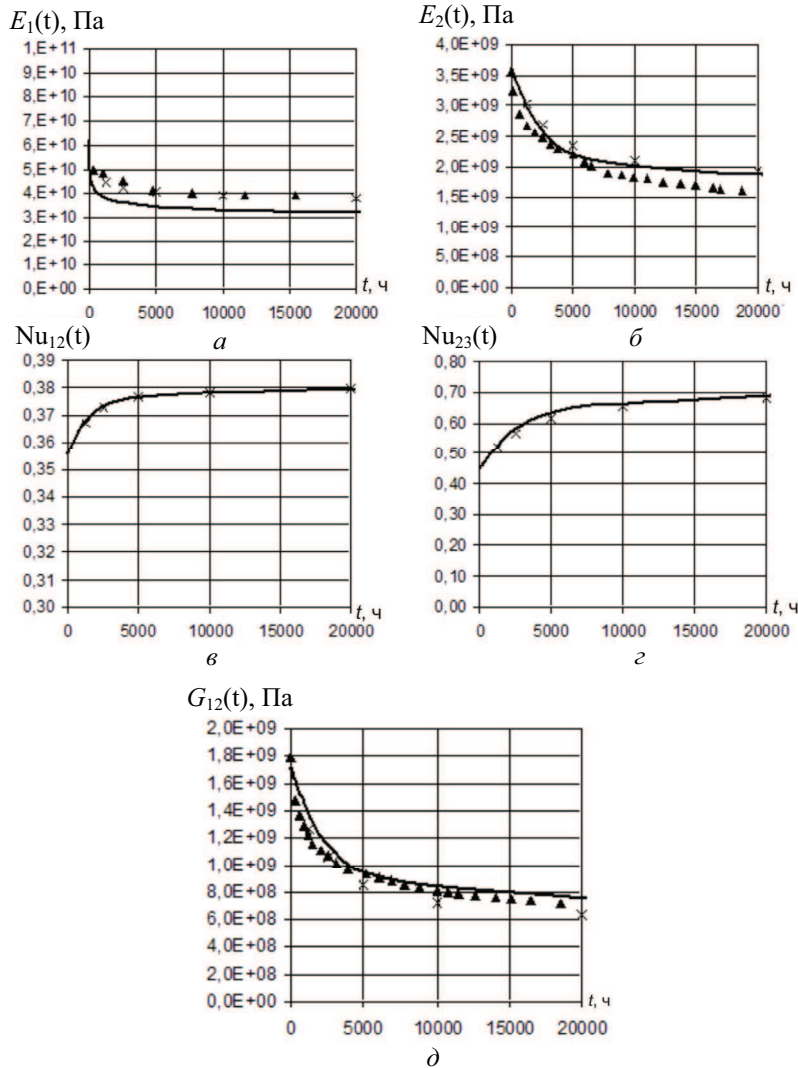 E₁(t), Па
1,E+11
9,E+10
8,E+10
7,E+10
6,E+10
5,E+10
4,E+10
3,E+10
2,E+10
1,E+10
0,E+00
0 5000 10000 15000 20000
t, ч
а
E₂(t), Па
4,0E+09
3,5E+09
3,0E+09
2,5E+09
2,0E+09
1,5E+09
1,0E+09
5,0E+08
0,0E+00
0 5000 10000 15000 20000
t, ч
б
Nu₁₂(t)
0,39
0,38
0,37
0,36
0,35
0,34
0,33
0,32
0,31
0,30
0 5000 10000 15000 20000
t, ч
в
Nu₂₃(t)
0,80
0,70
0,60
0,50
0,40
0,30
0,20
0,10
0,00
0 5000 10000 15000 20000
t, ч
г
G₁₂(t), Па
2,0E+09
1,8E+09
1,6E+09
1,4E+09
1,2E+09
1,0E+09
8,0E+08
6,0E+08
4,0E+08
2,0E+08
0,0E+00
0 5000 10000 15000 20000
t, ч
д